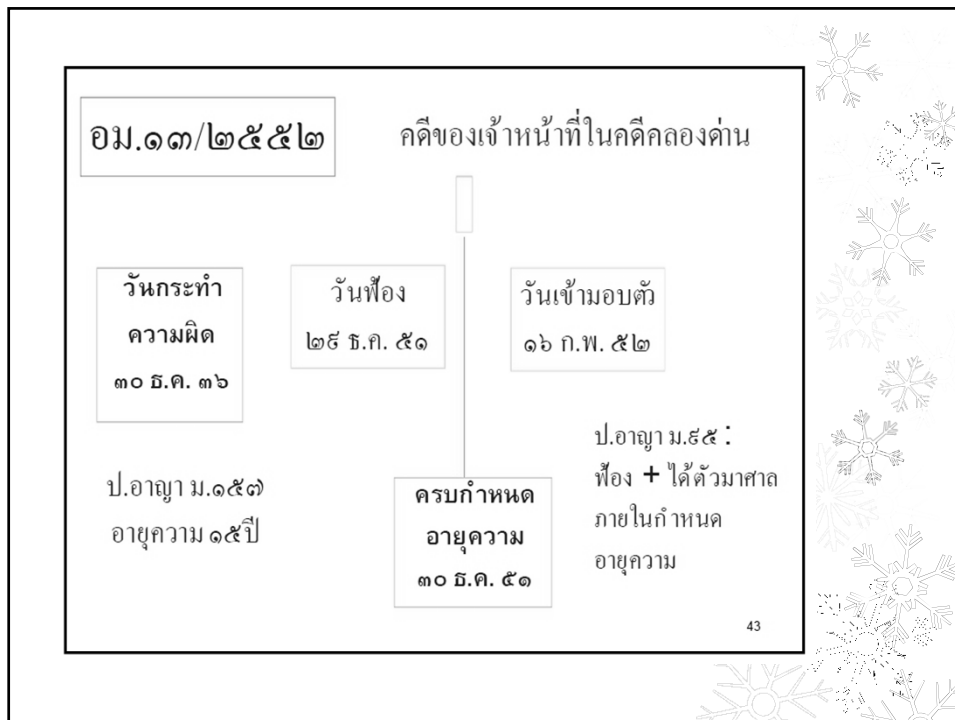 อม.๑๓/๒๕๕๒
คดีของเจ้าหน้าที่ในคดีคลองด่าน
วันกระทำ
ความผิด
๓๐ ธ.ค. ๓๖
วันฟ้อง
๒๙ ธ.ค. ๕๑
วันเข้ามอบตัว
๑๖ ก.พ. ๕๒
ป.อาญา ม.๑๕๗
อายุความ ๑๕ปี
ครบกำหนด
อายุความ
๓๐ ธ.ค. ๕๑
ป.อาญา ม.๙๕ :
ฟ้อง + ได้ตัวมาศาล
ภายในกำหนด
อายุความ
43